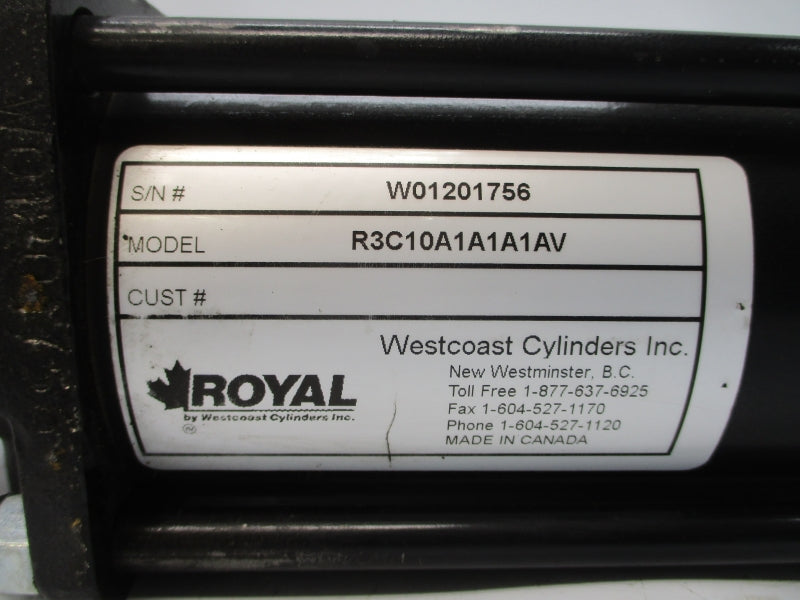 S/N # W01201756
MODEL R3C10A1A1A1AV
CUST #
Westcoast Cylinders Inc.
New Westminster, B.C.
Toll Free 1-877-637-6925
Fax 1-604-527-1170
Phone 1-604-527-1120
MADE IN CANADA
ROYAL
by Westcoast Cylinders Inc.